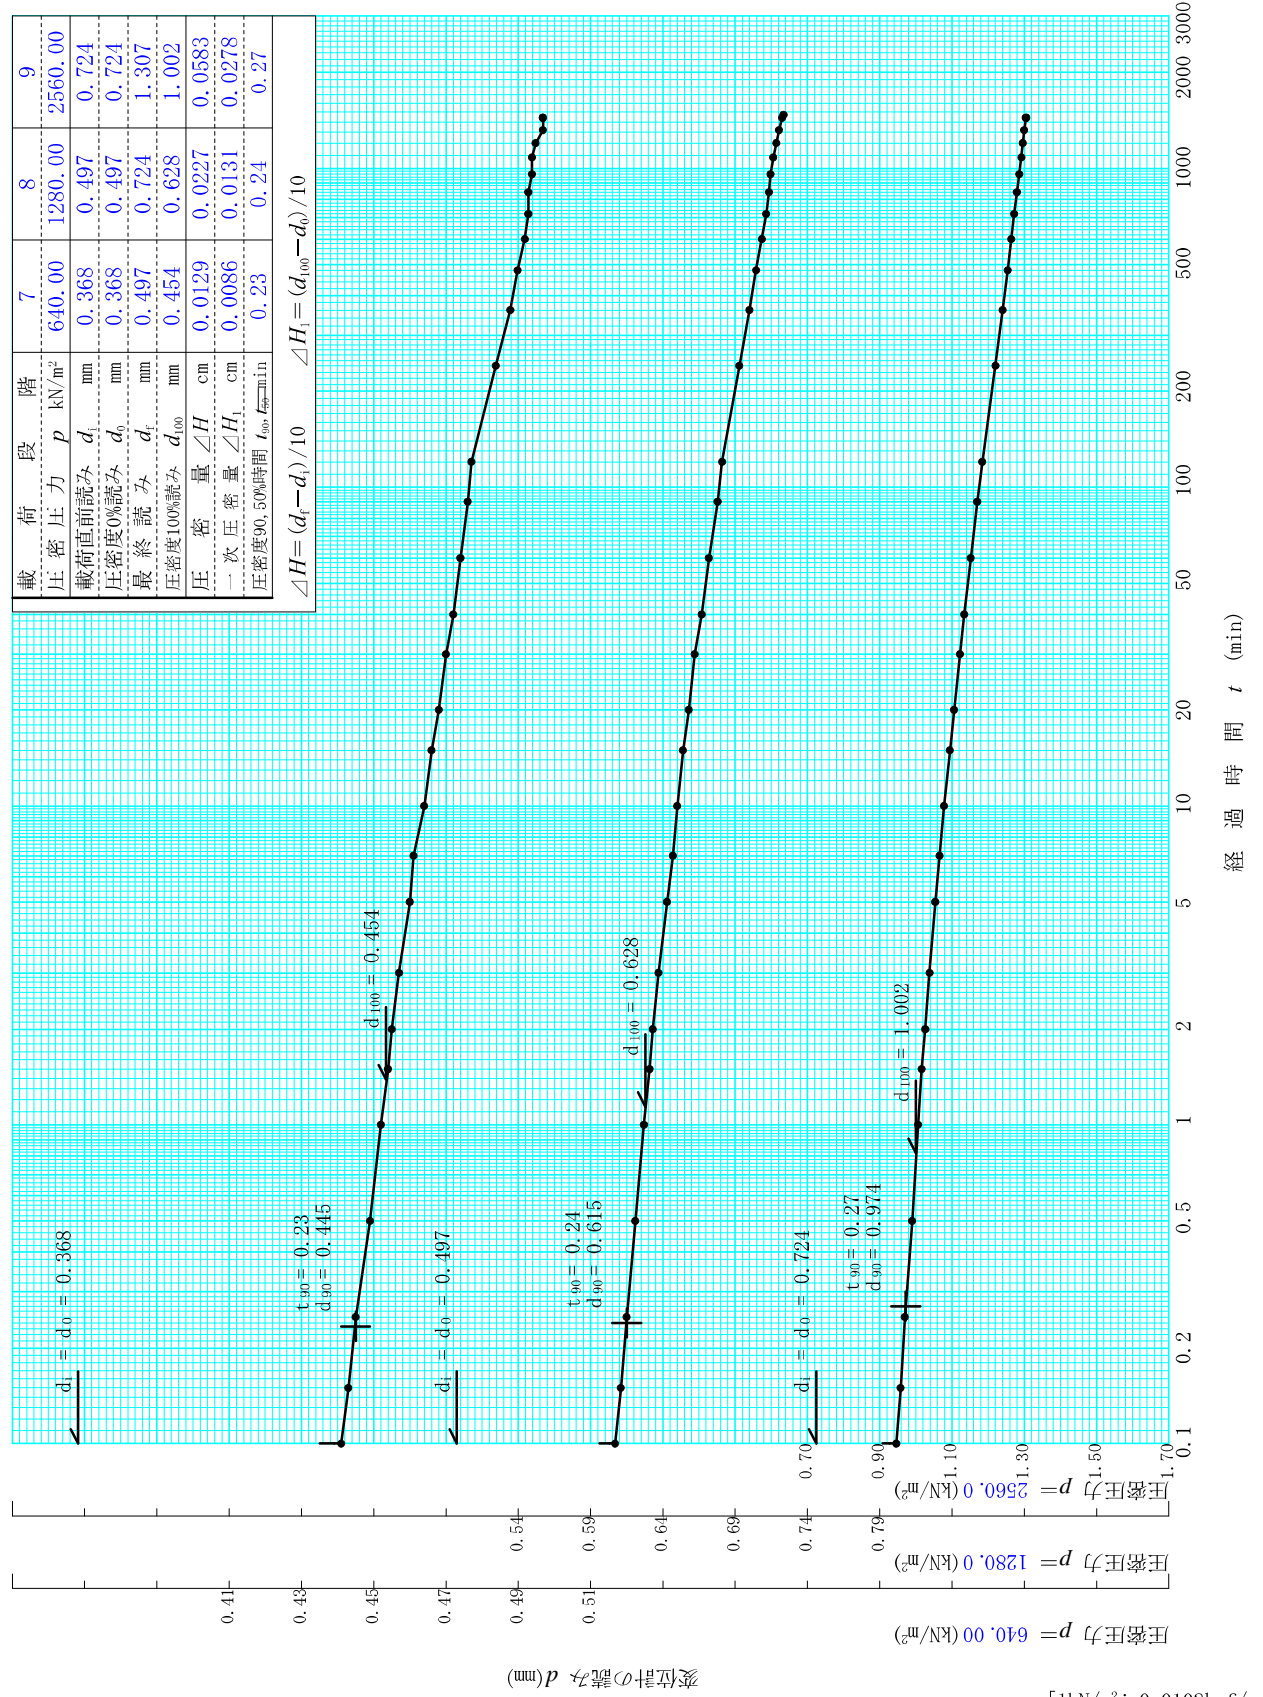 載 荷 段 階 7 8 9
圧 密 圧 力 p kN/m² 640.00 1280.00 2560.00
載荷直前読み dᵢ mm 0.368 0.497 0.724
圧密度0%読み d₀ mm 0.368 0.497 0.724
最 終 読 み d_f mm 0.497 0.724 1.307
圧密度100%読み d₁₀₀ mm 0.454 0.628 1.002
圧 密 量 △H cm 0.0129 0.0227 0.0583
一 次 圧 密 量 △H₁ cm 0.0086 0.0131 0.0278
圧密度90,50%時間 t₉₀,t₅₀ min 0.23 0.24 0.27
△H=(d_f−dᵢ)/10 △H₁=(d₁₀₀−d₀)/10
dᵢ = d₀ = 0.368
t₉₀= 0.23
d₉₀= 0.445
d₁₀₀= 0.454
dᵢ = d₀ = 0.497
t₉₀= 0.24
d₉₀= 0.615
d₁₀₀= 0.628
dᵢ = d₀ = 0.724
t₉₀= 0.27
d₉₀= 0.974
d₁₀₀= 1.002
0.1 0.2 0.5 1 2 5 10 20 50 100 200 500 1000 2000 3000
経 過 時 間 t (min)
0.70 0.90 1.10 1.30 1.50 1.70
圧密圧力 p= 2560.0 (kN/m²)
0.54 0.59 0.64 0.69 0.74 0.79
圧密圧力 p= 1280.0 (kN/m²)
0.41 0.43 0.45 0.47 0.49 0.51
圧密圧力 p= 640.00 (kN/m²)
変位計の読み d(mm)